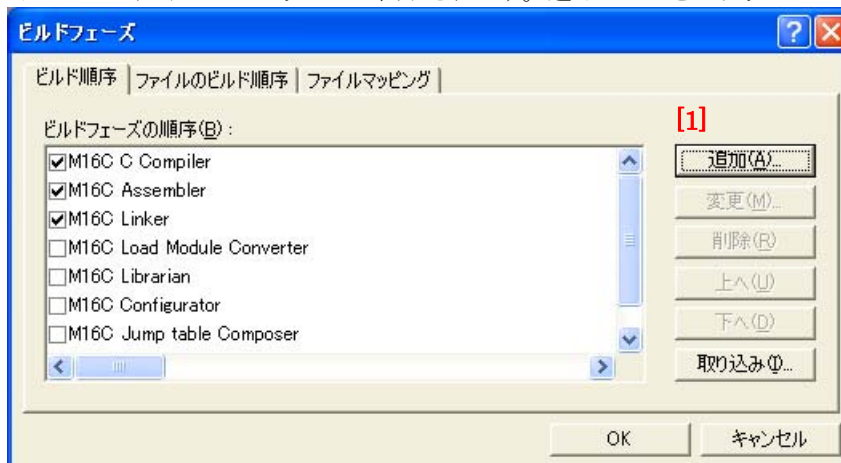 ビルドフェーズ
ビルド順序 ファイルのビルド順序 ファイルマッピング
ビルドフェーズの順序(B) :
[1]
M16C C Compiler
M16C Assembler
M16C Linker
M16C Load Module Converter
M16C Librarian
M16C Configurator
M16C Jump table Composer
追加(A)...
変更(M)...
削除(R)
上へ(U)
下へ(D)
取り込み(I)...
OK キャンセル